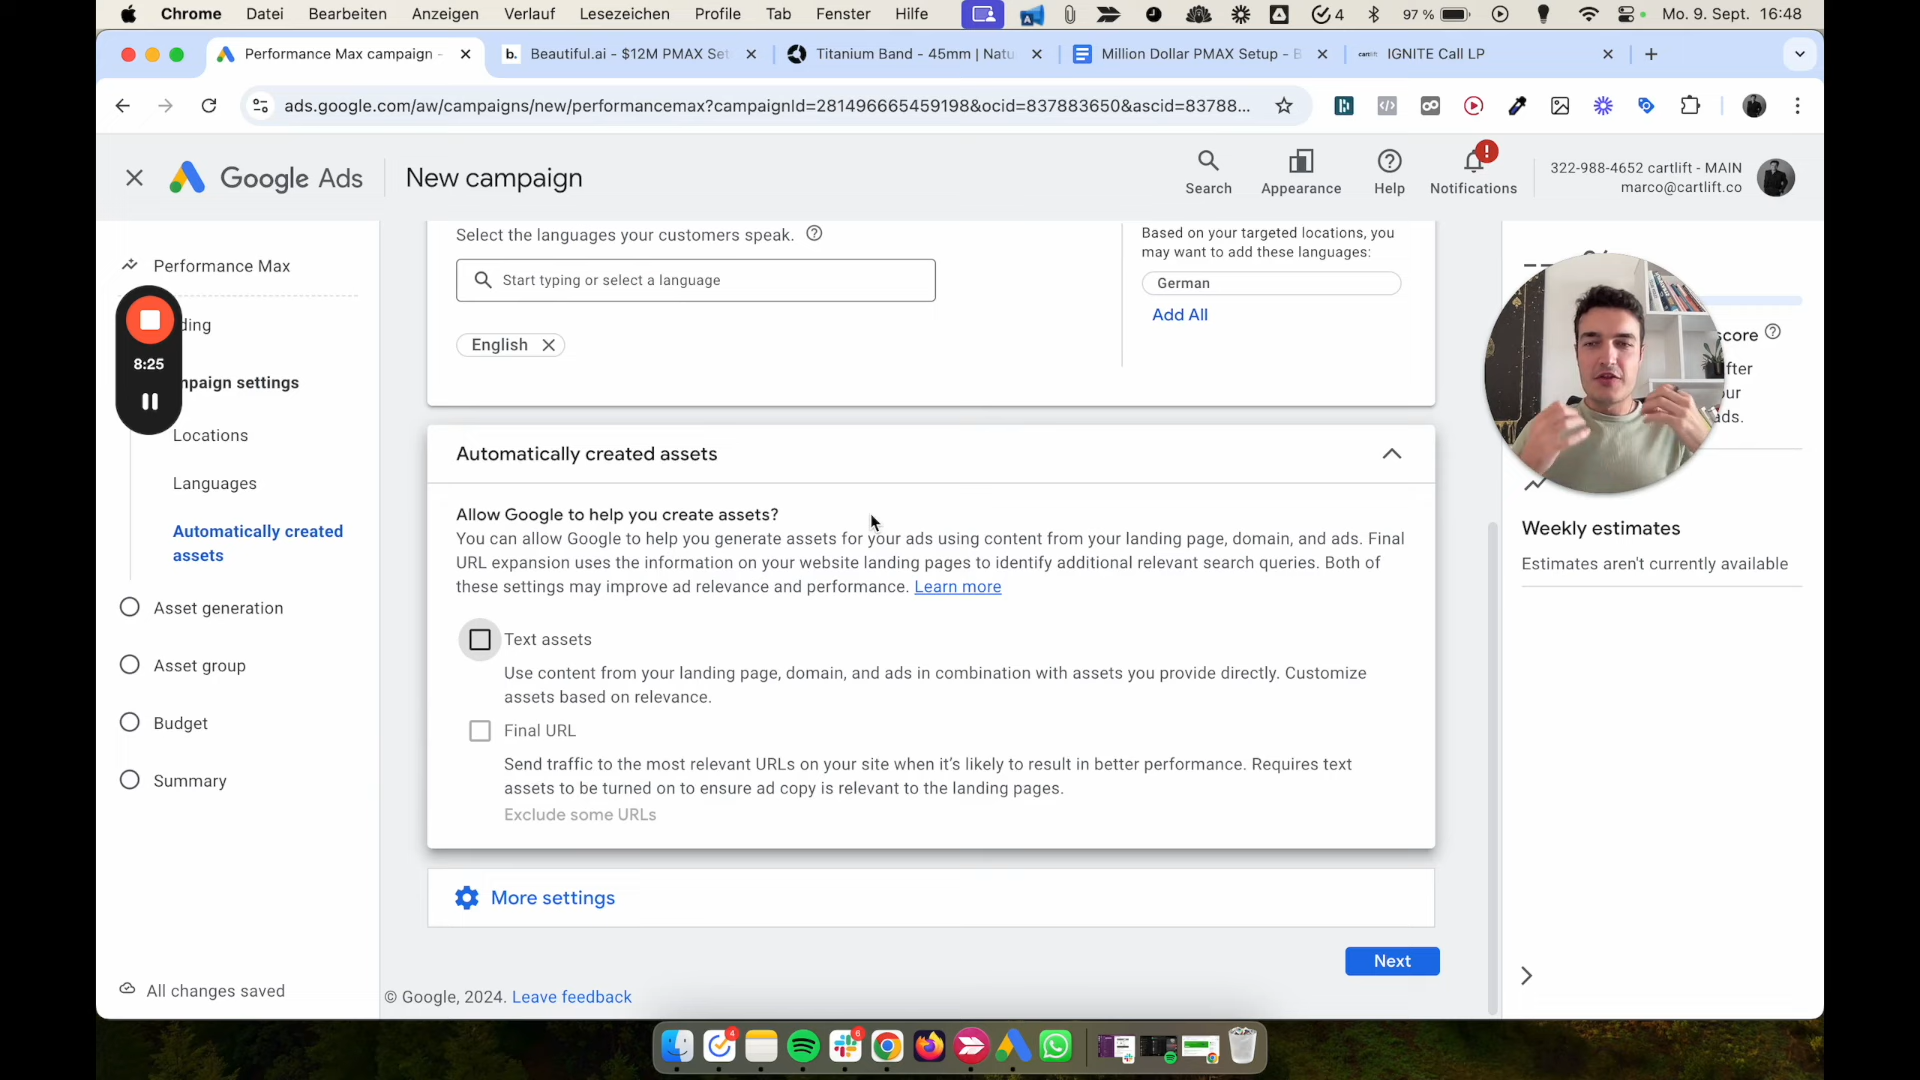 Chrome Datei Bearbeiten Anzeigen Verlauf Lesezeichen Profile Tab Fenster Hilfe 4 97 % Mo. 9. Sept. 16:48
Performance Max campaign - b. Beautiful.ai - $12M PMAX Set Titanium Band - 45mm | Natu Million Dollar PMAX Setup - B cartlift IGNITE Call LP
ads.google.com/aw/campaigns/new/performancemax?campaignId=281496665459198&ocid=837883650&ascid=83788...
Google Ads New campaign
Search Appearance Help Notifications
322-988-4652 cartlift - MAIN
marco@cartlift.co
Performance Max
ding
8:25
mpaign settings
Locations
Languages
Automatically created
assets
Asset generation
Asset group
Budget
Summary
All changes saved
Select the languages your customers speak.
Start typing or select a language
English
Based on your targeted locations, you
may want to add these languages:
German
Add All
Automatically created assets
Allow Google to help you create assets?
You can allow Google to help you generate assets for your ads using content from your landing page, domain, and ads. Final
URL expansion uses the information on your website landing pages to identify additional relevant search queries. Both of
these settings may improve ad relevance and performance. Learn more
Text assets
Use content from your landing page, domain, and ads in combination with assets you provide directly. Customize
assets based on relevance.
Final URL
Send traffic to the most relevant URLs on your site when it's likely to result in better performance. Requires text
assets to be turned on to ensure ad copy is relevant to the landing pages.
Exclude some URLs
More settings
Next
© Google, 2024. Leave feedback
score
fter
ur
ads.
Weekly estimates
Estimates aren't currently available
4
6